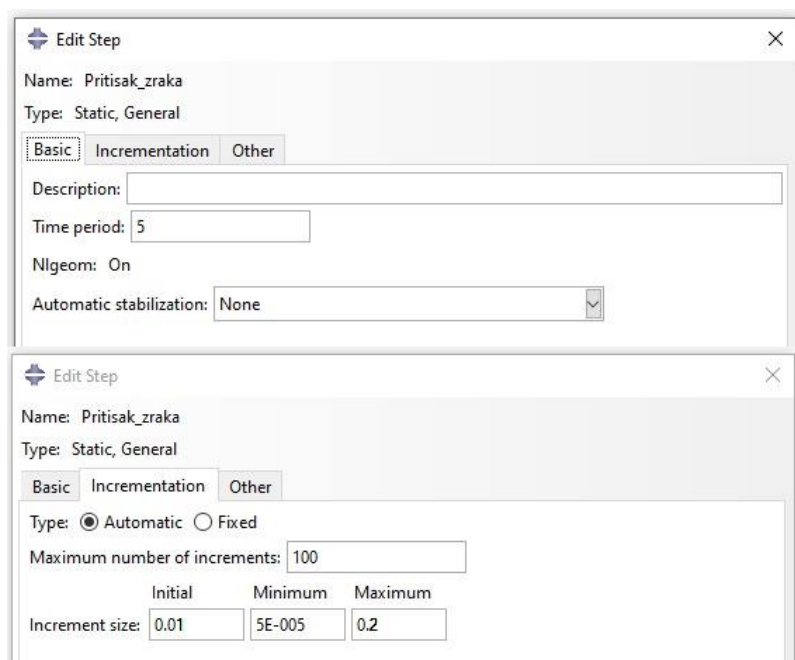 Edit Step
Name: Pritisak_zraka
Type: Static, General
Basic Incrementation Other
Description:
Time period: 5
Nlgeom: On
Automatic stabilization: None
Edit Step
Name: Pritisak_zraka
Type: Static, General
Basic Incrementation Other
Type: Automatic Fixed
Maximum number of increments: 100
Initial Minimum Maximum
Increment size: 0.01 5E-005 0.2